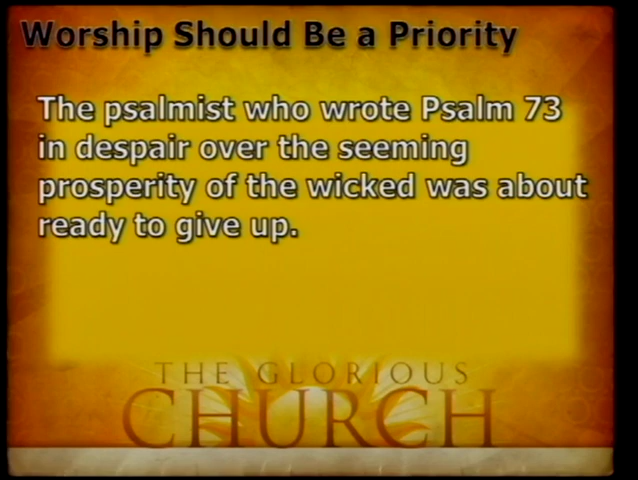 Worship Should Be a Priority
The psalmist who wrote Psalm 73
in despair over the seeming
prosperity of the wicked was about
ready to give up.
THE GLORIOUS
CHURCH